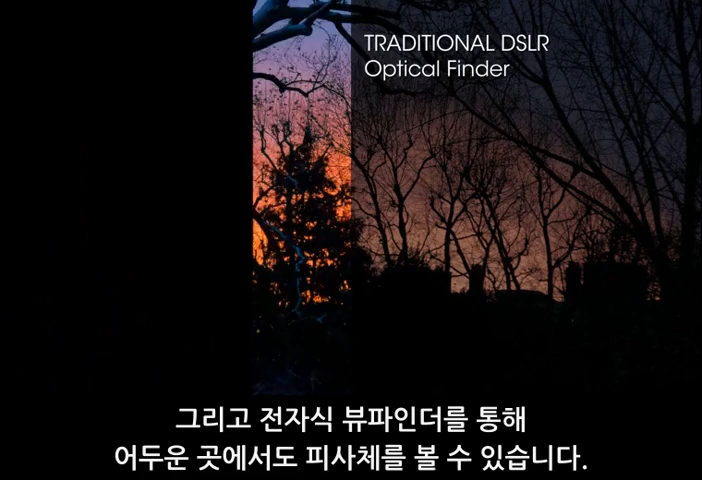 TRADITIONAL DSLR
Optical Finder
그리고 전자식 뷰파인더를 통해
어두운 곳에서도 피사체를 볼 수 있습니다.